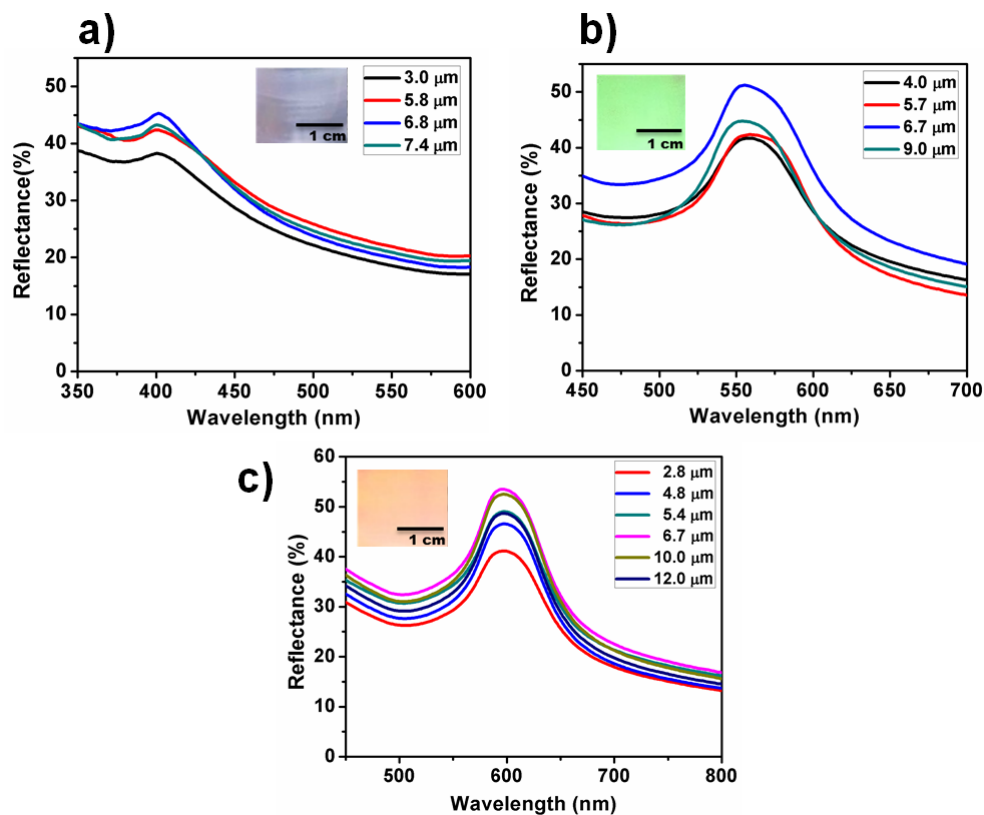 a)
50
40
30
20
10
0
350
400
450
500
550
600
Reflectance(%)
Wavelength (nm)
1 cm
3.0 μm
5.8 μm
6.8 μm
7.4 μm
b)
50
40
30
20
10
0
450
500
550
600
650
700
Reflectance (%)
Wavelength (nm)
1 cm
4.0 μm
5.7 μm
6.7 μm
9.0 μm
c)
60
50
40
30
20
10
0
500
600
700
800
Reflectance (%)
Wavelength (nm)
1 cm
2.8 μm
4.8 μm
5.4 μm
6.7 μm
10.0 μm
12.0 μm